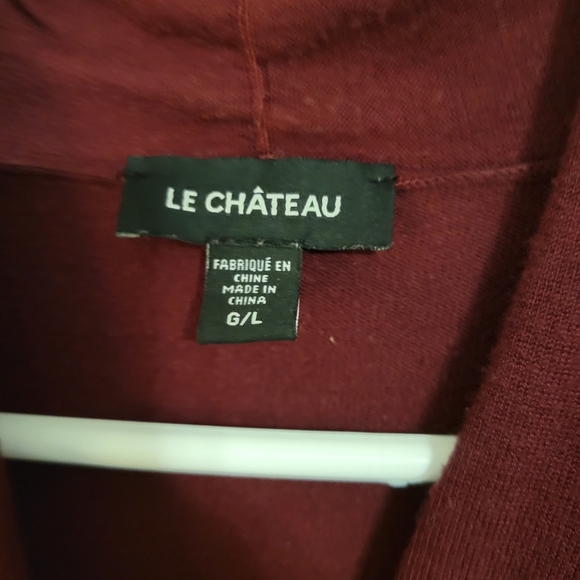 LE CHÂTEAU
FABRIQUÉ EN
CHINE
MADE IN
CHINA
G/L